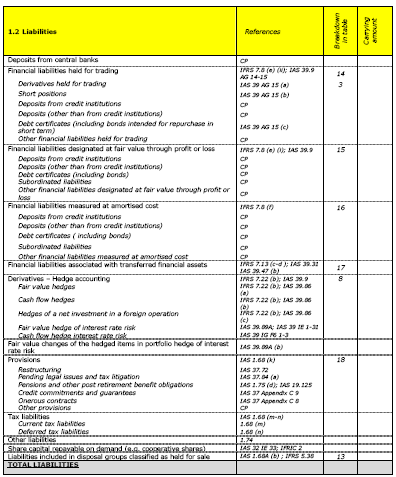 1.2 Liabilities References Breakdown in table Carrying amount
Deposits from central banks CP
Financial liabilities held for trading IFRS 7.8 (e) (ii); IAS 39.9 AG 14-15 14
Derivatives held for trading IAS 39 AG 15 (a) 3
Short positions IAS 39 AG 15 (b)
Deposits from credit institutions CP
Deposits (other than from credit institutions) CP
Debt certificates (including bonds intended for repurchase in short term) IAS 39 AG 15 (c)
Other financial liabilities held for trading CP
Financial liabilities designated at fair value through profit or loss IFRS 7.8 (e) (i); IAS 39.9 15
Deposits from credit institutions CP
Deposits (other than from credit institutions) CP
Debt certificates (including bonds) CP
Subordinated liabilities CP
Other financial liabilities designated at fair value through profit or loss CP
Financial liabilities measured at amortised cost IFRS 7.8 (f) 16
Deposits from credit institutions CP
Deposits (other than from credit institutions) CP
Debt certificates ( including bonds) CP
Subordinated liabilities CP
Other financial liabilities measured at amortised cost CP
Financial liabilities associated with transferred financial assets IFRS 7.13 (c-d ); IAS 39.31 IAS 39.47 (b) 17
Derivatives – Hedge accounting IFRS 7.22 (b); IAS 39.9 8
Fair value hedges IFRS 7.22 (b); IAS 39.86 (a)
Cash flow hedges IFRS 7.22 (b); IAS 39.86 (b)
Hedges of a net investment in a foreign operation IFRS 7.22 (b); IAS 39.86 (c)
Fair value hedge of interest rate risk IAS 39.89A; IAS 39 IE 1-31
Cash flow hedge interest rate risk IAS 39 IG F6 1-3
Fair value changes of the hedged items in portfolio hedge of interest rate risk IAS 39.89A (b)
Provisions IAS 1.68 (k) 18
Restructuring IAS 37.72
Pending legal issues and tax litigation IAS 37.84 (a)
Pensions and other post retirement benefit obligations IAS 1.75 (d); IAS 19.125
Credit commitments and guarantees IAS 37 Appendix C 9
Onerous contracts IAS 37 Appendix C 8
Other provisions CP
Tax liabilities IAS 1.68 (m-n)
Current tax liabilities 1.68 (m)
Deferred tax liabilities 1.68 (n)
Other liabilities 1.74
Share capital repayable on demand (e.g. cooperative shares) IAS 32 IE 33; IFRIC 2
Liabilities included in disposal groups classified as held for sale IAS 1.68A (b) ; IFRS 5.38 13
TOTAL LIABILITIES